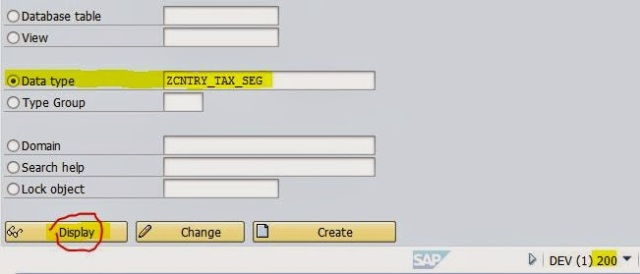 Database table
View
Data type ZCNTRY_TAX_SEG
Type Group
Domain
Search help
Lock object
Display Change Create
SAP DEV (1) 200